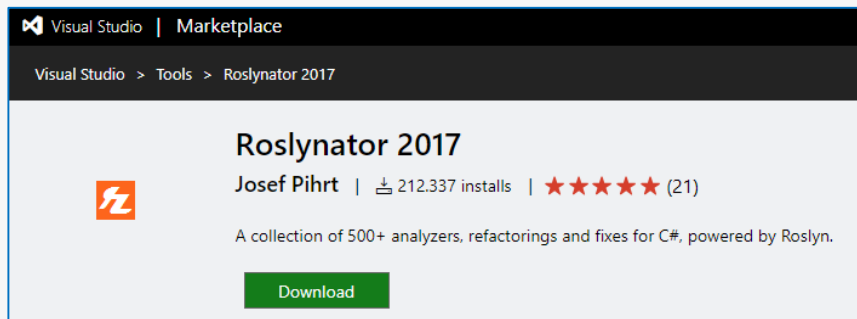 Visual Studio | Marketplace
Visual Studio > Tools > Roslynator 2017
Roslynator 2017
Josef Pihrt | 212.337 installs | ★★★★★ (21)
A collection of 500+ analyzers, refactorings and fixes for C#, powered by Roslyn.
Download